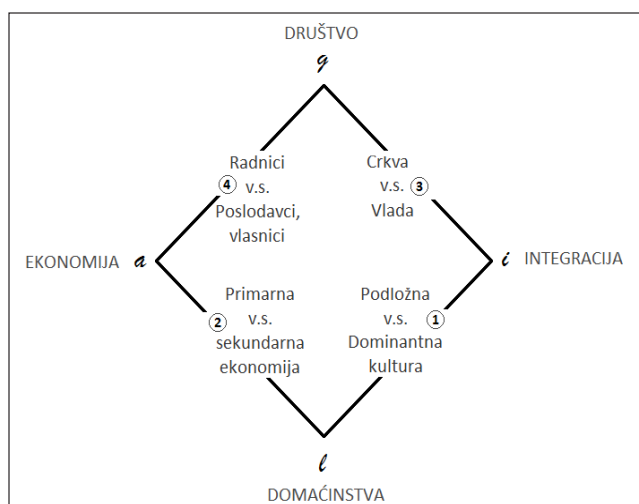 DRUŠTVO
g
Radnici
v.s.
Poslodavci,
vlasnici
4
Crkva
v.s.
Vlada
3
EKONOMIJA a
i INTEGRACIJA
Primarna
v.s.
sekundarna
ekonomija
2
Podložna
v.s.
Dominantna
kultura
1
l
DOMAĆINSTVA